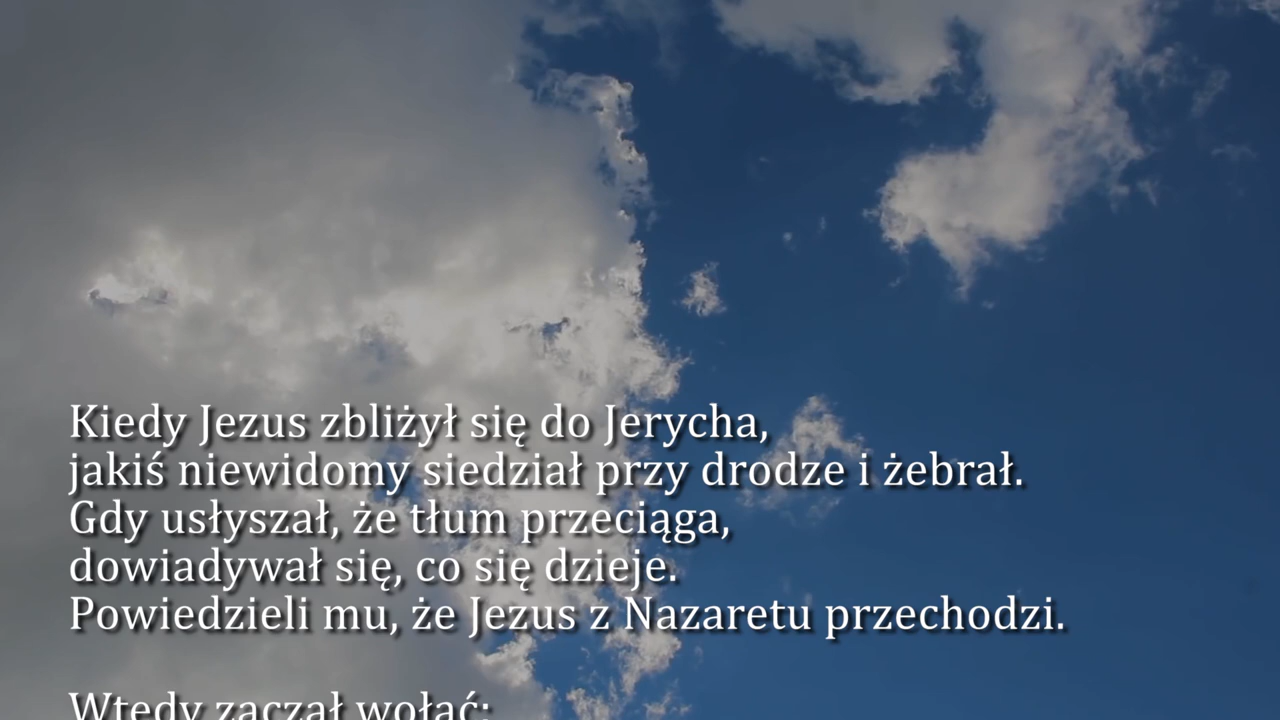 Kiedy Jezus zbliżył się do Jerycha,
jakiś niewidomy siedział przy drodze i żebrał.
Gdy usłyszał, że tłum przeciąga,
dowiadywał się, co się dzieje.
Powiedzieli mu, że Jezus z Nazaretu przechodzi.
Wtedy zaczął wołać: